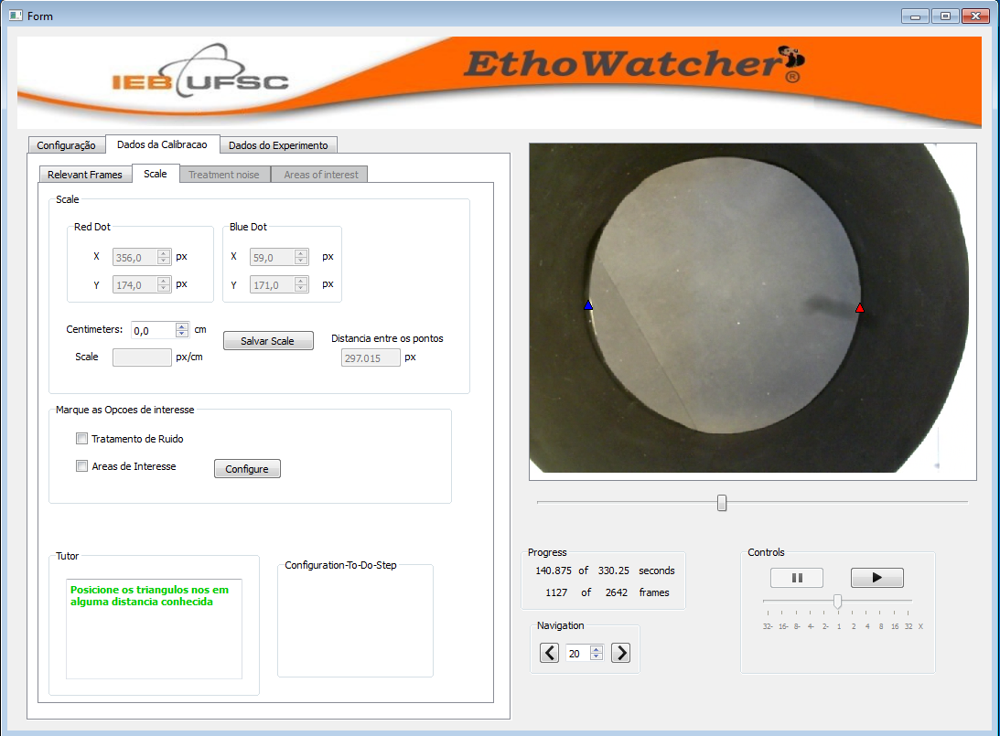 Form
IEB UFSC
EthoWatcher®
Configuração
Dados da Calibracao
Dados do Experimento
Relevant Frames
Scale
Treatment noise
Areas of interest
Scale
Red Dot
X 356,0 px
Y 174,0 px
Blue Dot
X 59,0 px
Y 171,0 px
Centimeters: 0,0 cm
Salvar Scale
Scale px/cm
Distancia entre os pontos
297.015 px
Marque as Opcoes de interesse
Tratamento de Ruido
Areas de Interesse
Configure
Tutor
Posicione os triangulos nos em
alguma distancia conhecida
Configuration-To-Do-Step
Progress
140.875 of 330.25 seconds
1127 of 2642 frames
Navigation
20
Controls
32- 16- 8- 4- 2- 1 2 4 8 16 32 X